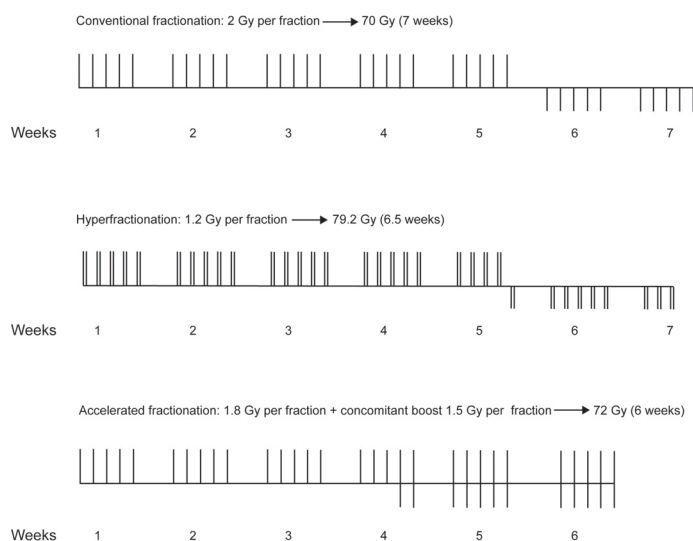 Conventional fractionation: 2 Gy per fraction ⟶ 70 Gy (7 weeks)
Weeks 1 2 3 4 5 6 7
Hyperfractionation: 1.2 Gy per fraction ⟶ 79.2 Gy (6.5 weeks)
Weeks 1 2 3 4 5 6 7
Accelerated fractionation: 1.8 Gy per fraction + concomitant boost 1.5 Gy per fraction ⟶ 72 Gy (6 weeks)
Weeks 1 2 3 4 5 6